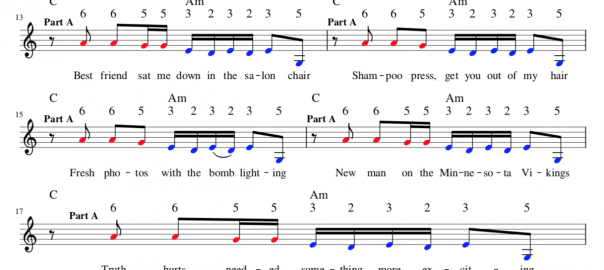 C Am C Am
13 Part A 6 6 5 5 3 2 3 2 3 5 Part A 6 6 5 3 2 3 2 3 5
Best friend sat me down in the sa - lon chair Sham - poo press, get you out of my hair
C Am C Am
15 Part A 6 6 5 3 2 3 2 3 5 Part A 6 6 5 5 3 2 3 2 3 5
Fresh pho - tos with the bomb light - ing New man on the Min - ne - so - ta Vi - kings
C Am
17 Part A 6 6 5 5 3 2 3 2 3 5
Truth hurts need - ed some - thing more ex - cit - ing